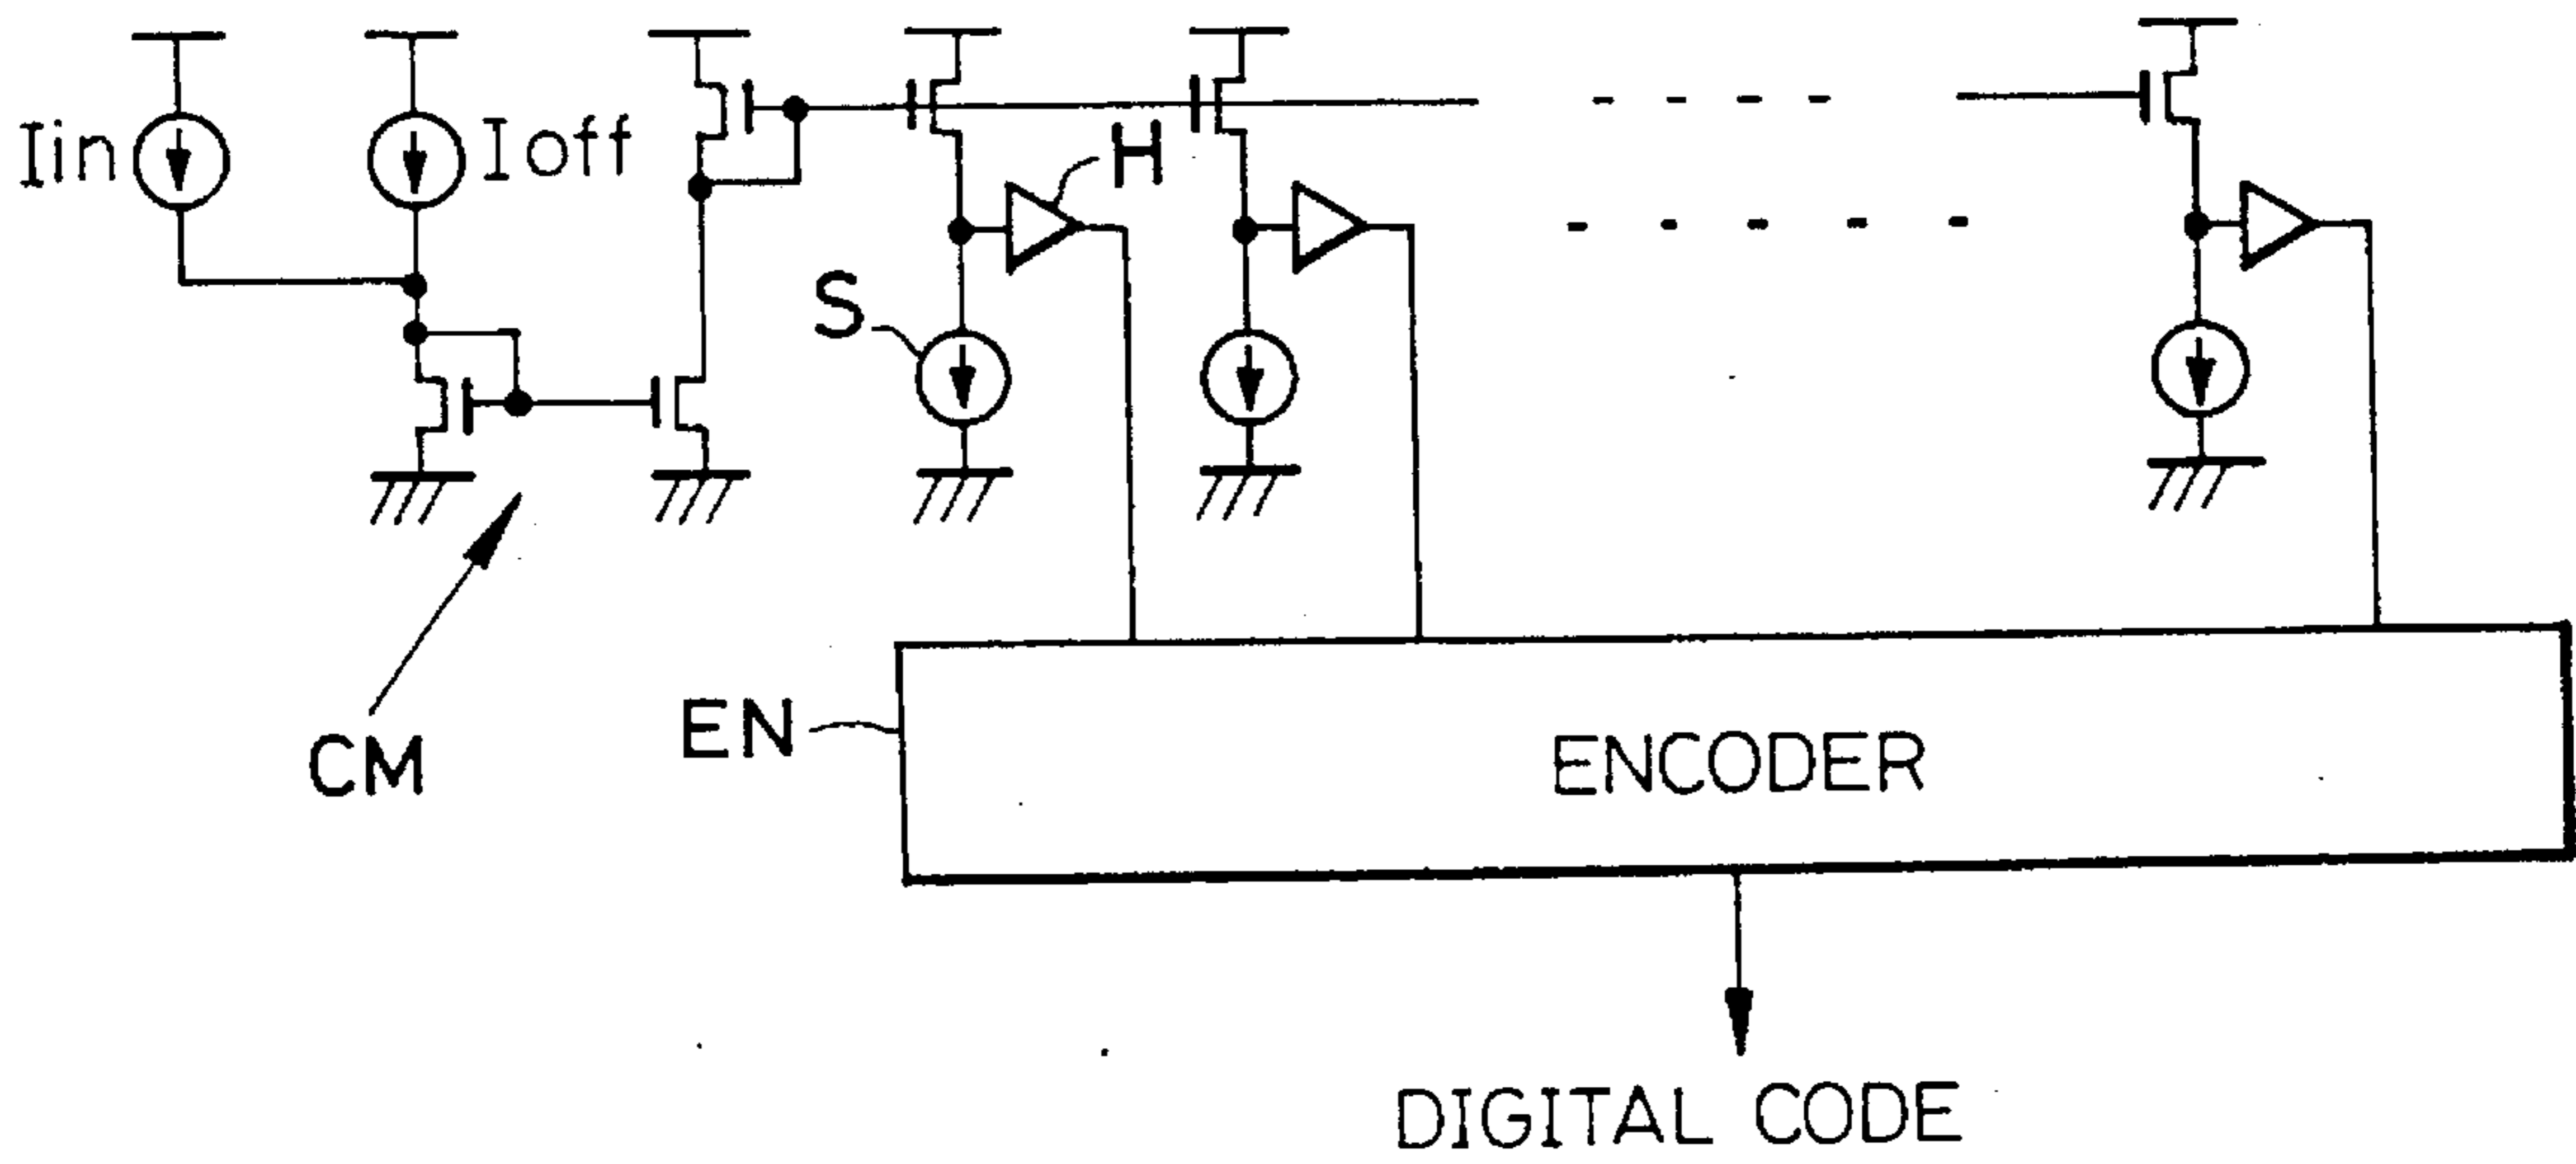 Iin
Ioff
H
S
CM
EN
ENCODER
DIGITAL CODE